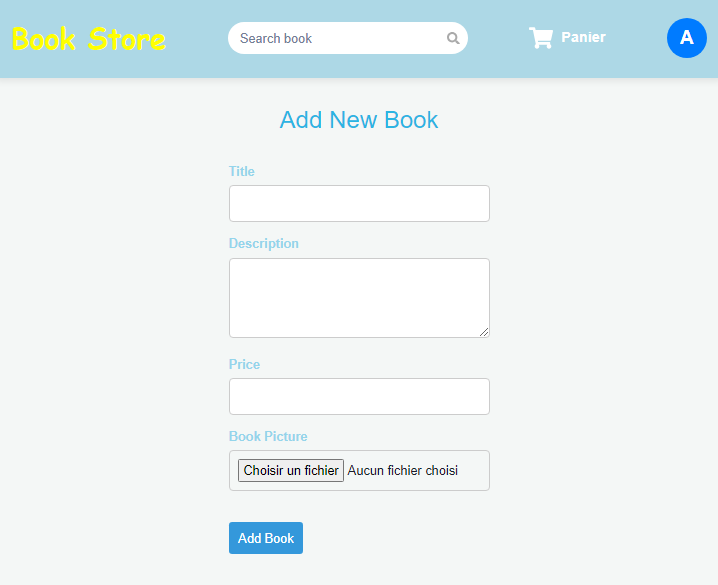 Book Store
Search book
Panier
A
Add New Book
Title
Description
Price
Book Picture
Choisir un fichier Aucun fichier choisi
Add Book